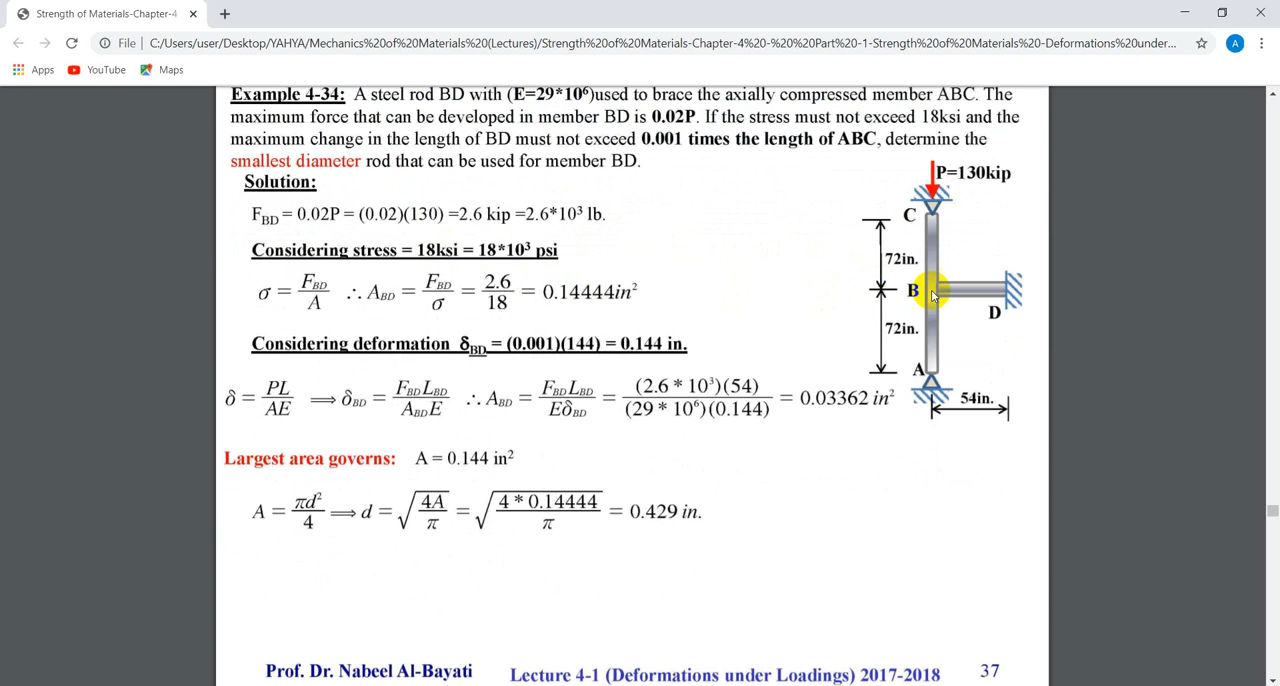 Strength of Materials-Chapter-4
File | C:/Users/user/Desktop/YAHYA/Mechanics%20of%20Materials%20(Lectures)/Strength%20of%20Materials-Chapter-4%20-%20%20Part%20-1-Strength%20of%20Materials%20-Deformations%20under...
A
Apps YouTube Maps
Example 4-34: A steel rod BD with (E=29*10⁶)used to brace the axially compressed member ABC. The
maximum force that can be developed in member BD is 0.02P. If the stress must not exceed 18ksi and the
maximum change in the length of BD must not exceed 0.001 times the length of ABC, determine the
smallest diameter rod that can be used for member BD.
Solution:
P=130kip
C
72in.
B
D
72in.
A
54in.
F_BD = 0.02P = (0.02)(130) =2.6 kip =2.6*10³ lb.
Considering stress = 18ksi = 18*10³ psi
σ = F_BD / A ∴ A_BD = F_BD / σ = 2.6 / 18 = 0.14444in²
Considering deformation δ_BD = (0.001)(144) = 0.144 in.
δ = PL / AE ⟹ δ_BD = F_BD L_BD / A_BD E ∴ A_BD = F_BD L_BD / Eδ_BD = (2.6 * 10³)(54) / (29 * 10⁶)(0.144) = 0.03362 in²
Largest area governs: A = 0.144 in²
A = πd² / 4 ⟹ d = √(4A / π) = √(4 * 0.14444 / π) = 0.429 in.
Prof. Dr. Nabeel Al-Bayati Lecture 4-1 (Deformations under Loadings) 2017-2018 37